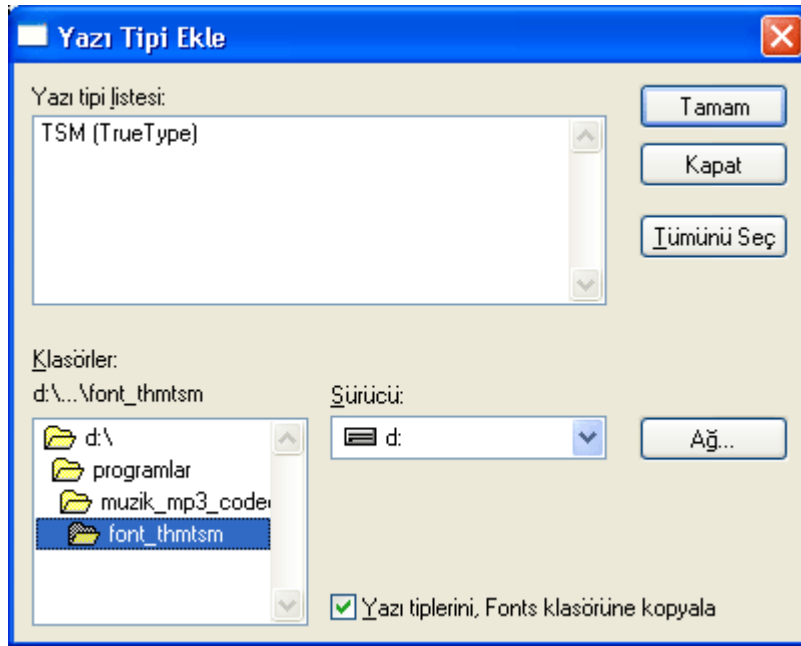 Yazı Tipi Ekle
Yazı tipi listesi:
TSM (TrueType)
Tamam
Kapat
Tümünü Seç
Klasörler:
d:\...\font_thmtsm
Sürücü:
d:\
d:
Ağ...
programlar
muzik_mp3_code
font_thmtsm
Yazı tiplerini, Fonts klasörüne kopyala